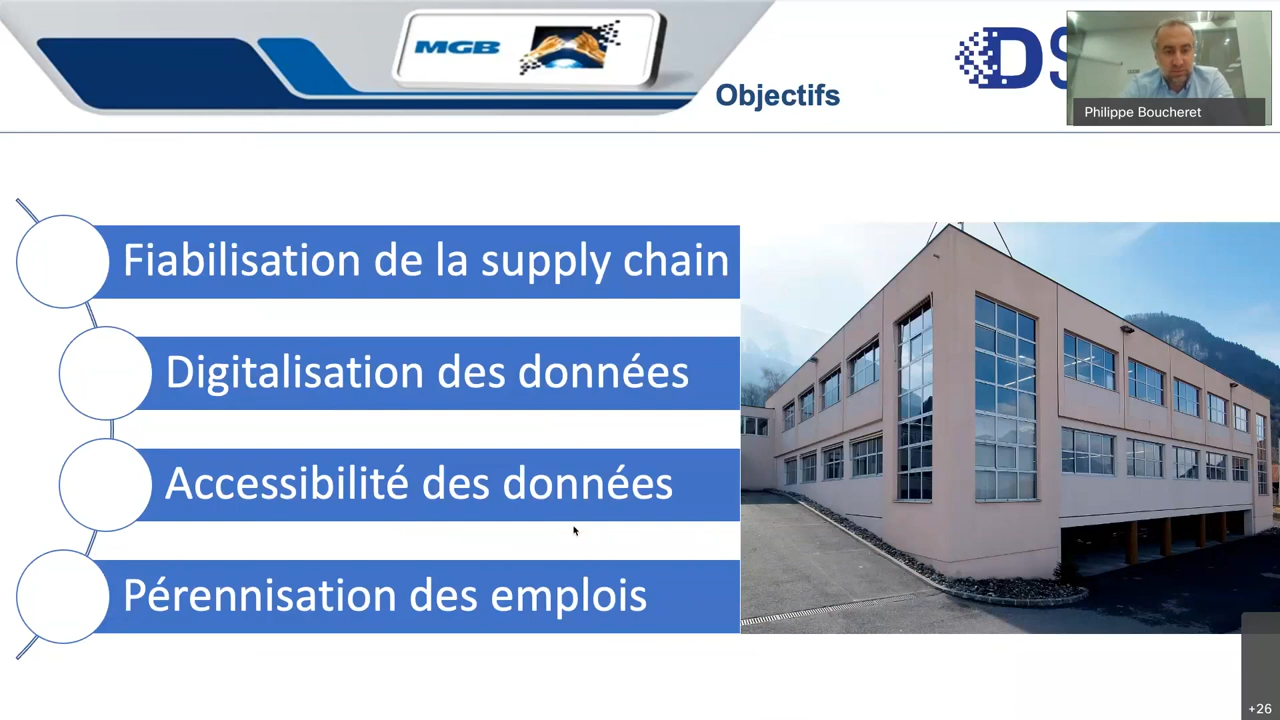 MGB
Objectifs
DS
Philippe Boucheret
Fiabilisation de la supply chain
Digitalisation des données
Accessibilité des données
Pérennisation des emplois
+26